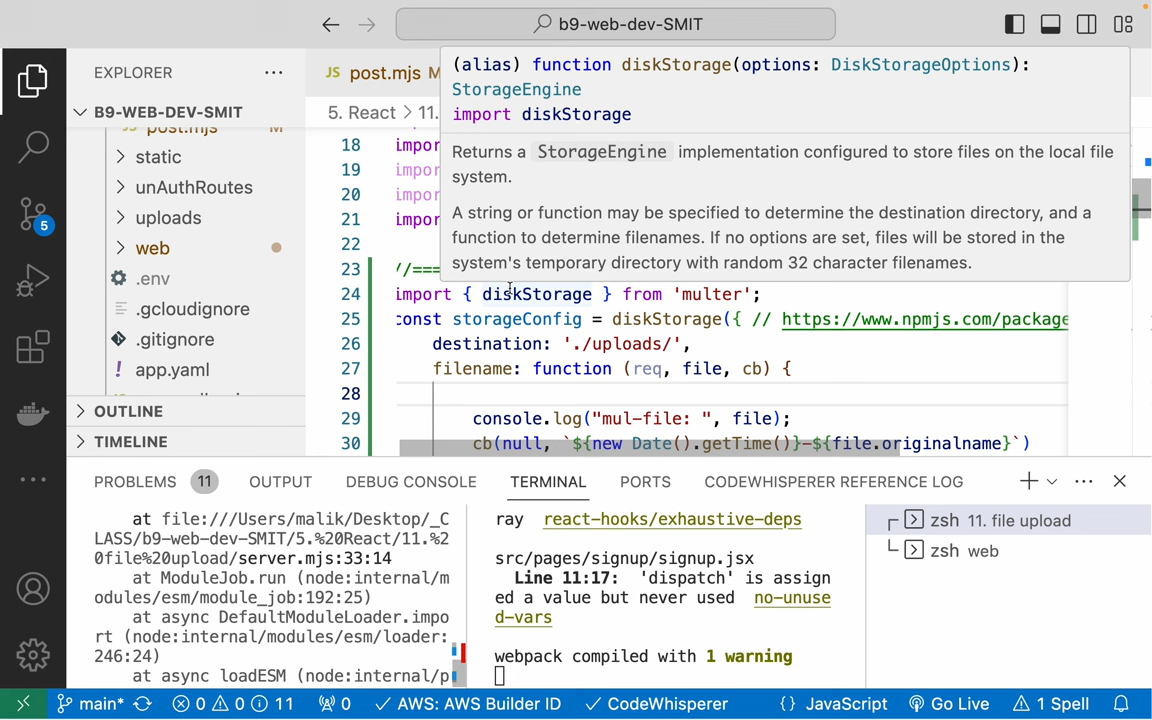 b9-web-dev-SMIT
EXPLORER
B9-WEB-DEV-SMIT
post.mjs M
static
unAuthRoutes
uploads
web
.env
.gcloudignore
.gitignore
app.yaml
OUTLINE
TIMELINE
5
JS post.mjs M
5. React > 11.
(alias) function diskStorage(options: DiskStorageOptions):
StorageEngine
import diskStorage
Returns a StorageEngine implementation configured to store files on the local file
system.
A string or function may be specified to determine the destination directory, and a
function to determine filenames. If no options are set, files will be stored in the
system's temporary directory with random 32 character filenames.
18 impor
19 impor
20 impor
21 impor
22
23 //===
24 import { diskStorage } from 'multer';
25 const storageConfig = diskStorage({ // https://www.npmjs.com/package
26 destination: './uploads/',
27 filename: function (req, file, cb) {
28
29 console.log("mul-file: ", file);
30 cb(null, `${new Date().getTime()}-${file.originalname}`)
PROBLEMS 11 OUTPUT DEBUG CONSOLE TERMINAL PORTS CODEWHISPERER REFERENCE LOG
at file:///Users/malik/Desktop/_C
LASS/b9-web-dev-SMIT/5.%20React/11.%2
0file%20upload/server.mjs:33:14
at ModuleJob.run (node:internal/m
odules/esm/module_job:192:25)
at async DefaultModuleLoader.impo
rt (node:internal/modules/esm/loader:
246:24)
at async loadESM (node:internal/p
ray react-hooks/exhaustive-deps
src/pages/signup/signup.jsx
Line 11:17: 'dispatch' is assign
ed a value but never used no-unuse
d-vars
webpack compiled with 1 warning
zsh 11. file upload
zsh web
main* 0 0 11 0 AWS: AWS Builder ID CodeWhisperer {} JavaScript Go Live 1 Spell